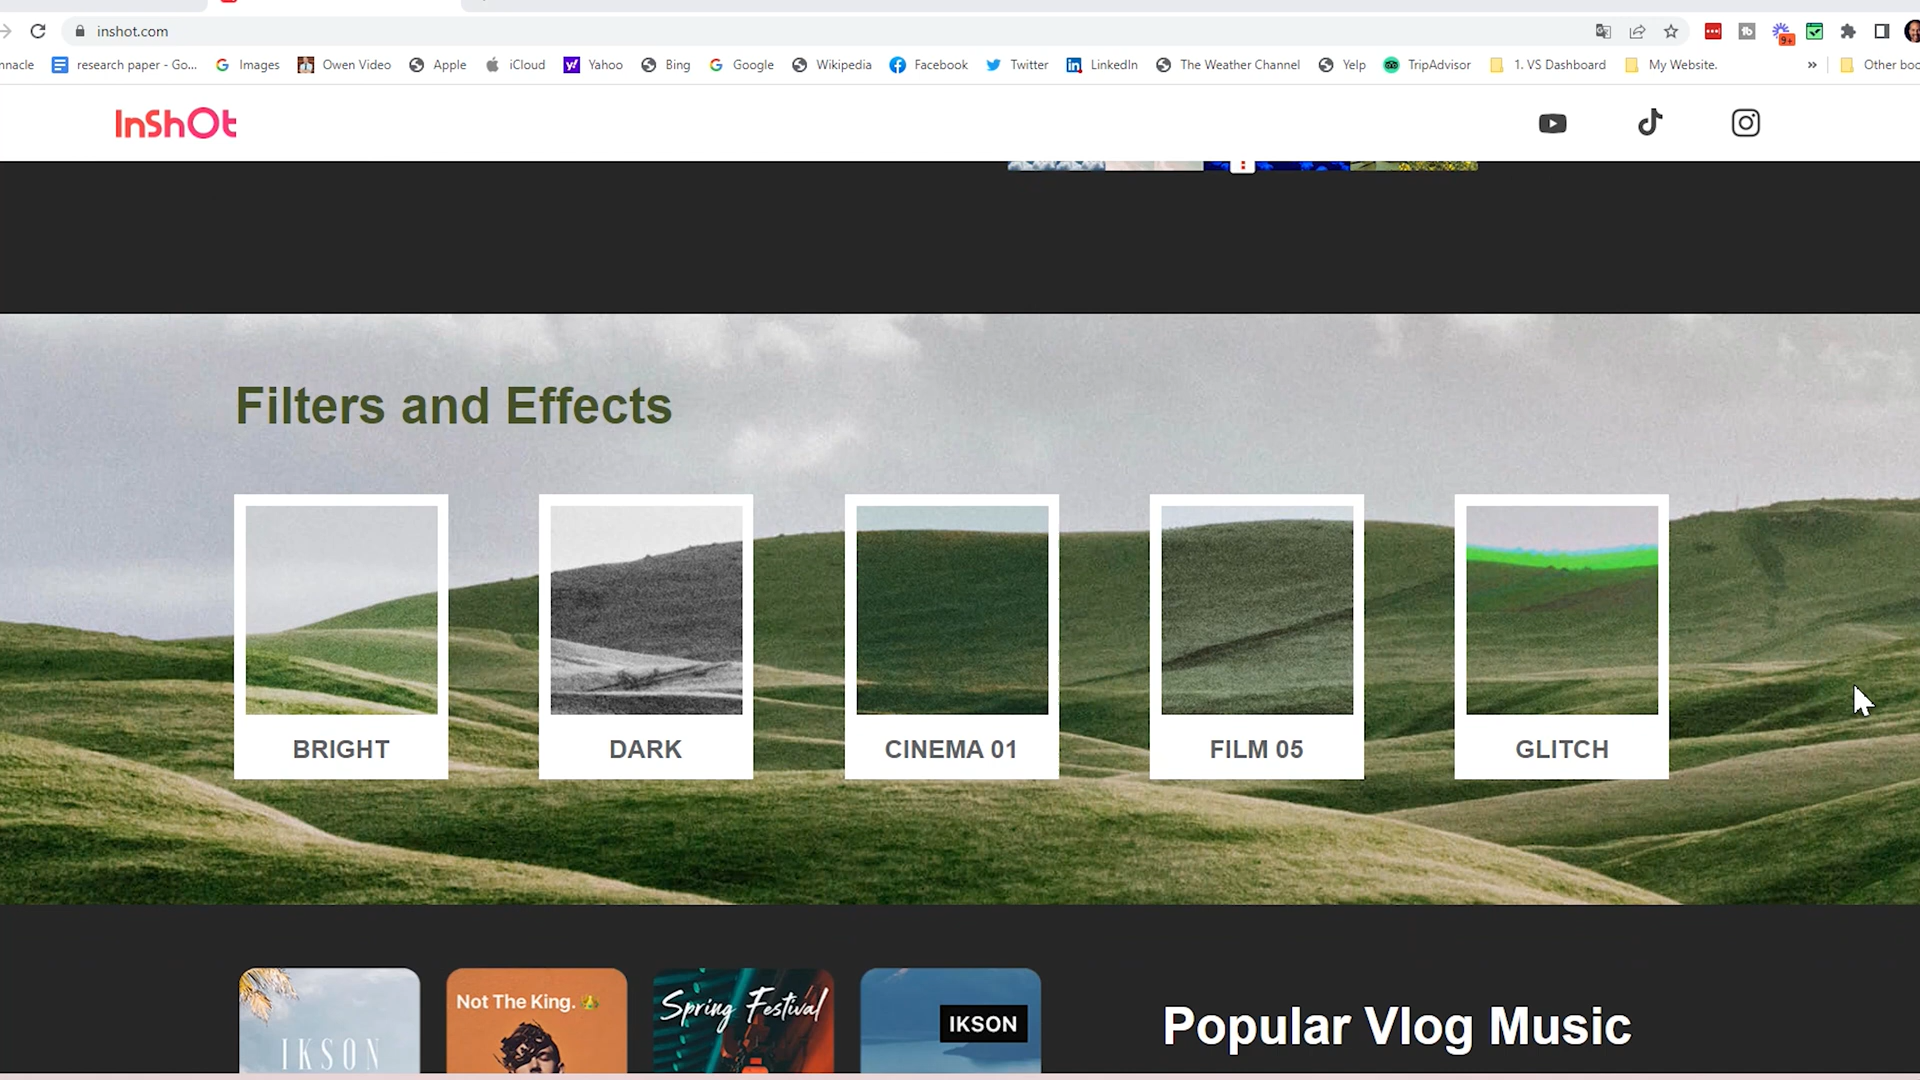 inshot.com
nnacle
research paper - Go...
Images
Owen Video
Apple
iCloud
Yahoo
Bing
Google
Wikipedia
Facebook
Twitter
LinkedIn
The Weather Channel
Yelp
TripAdvisor
1. VS Dashboard
My Website.
»
Other boo
9+
InShOt
Filters and Effects
BRIGHT
DARK
CINEMA 01
FILM 05
GLITCH
IKSON
Not The King.
Spring Festival
IKSON
Popular Vlog Music